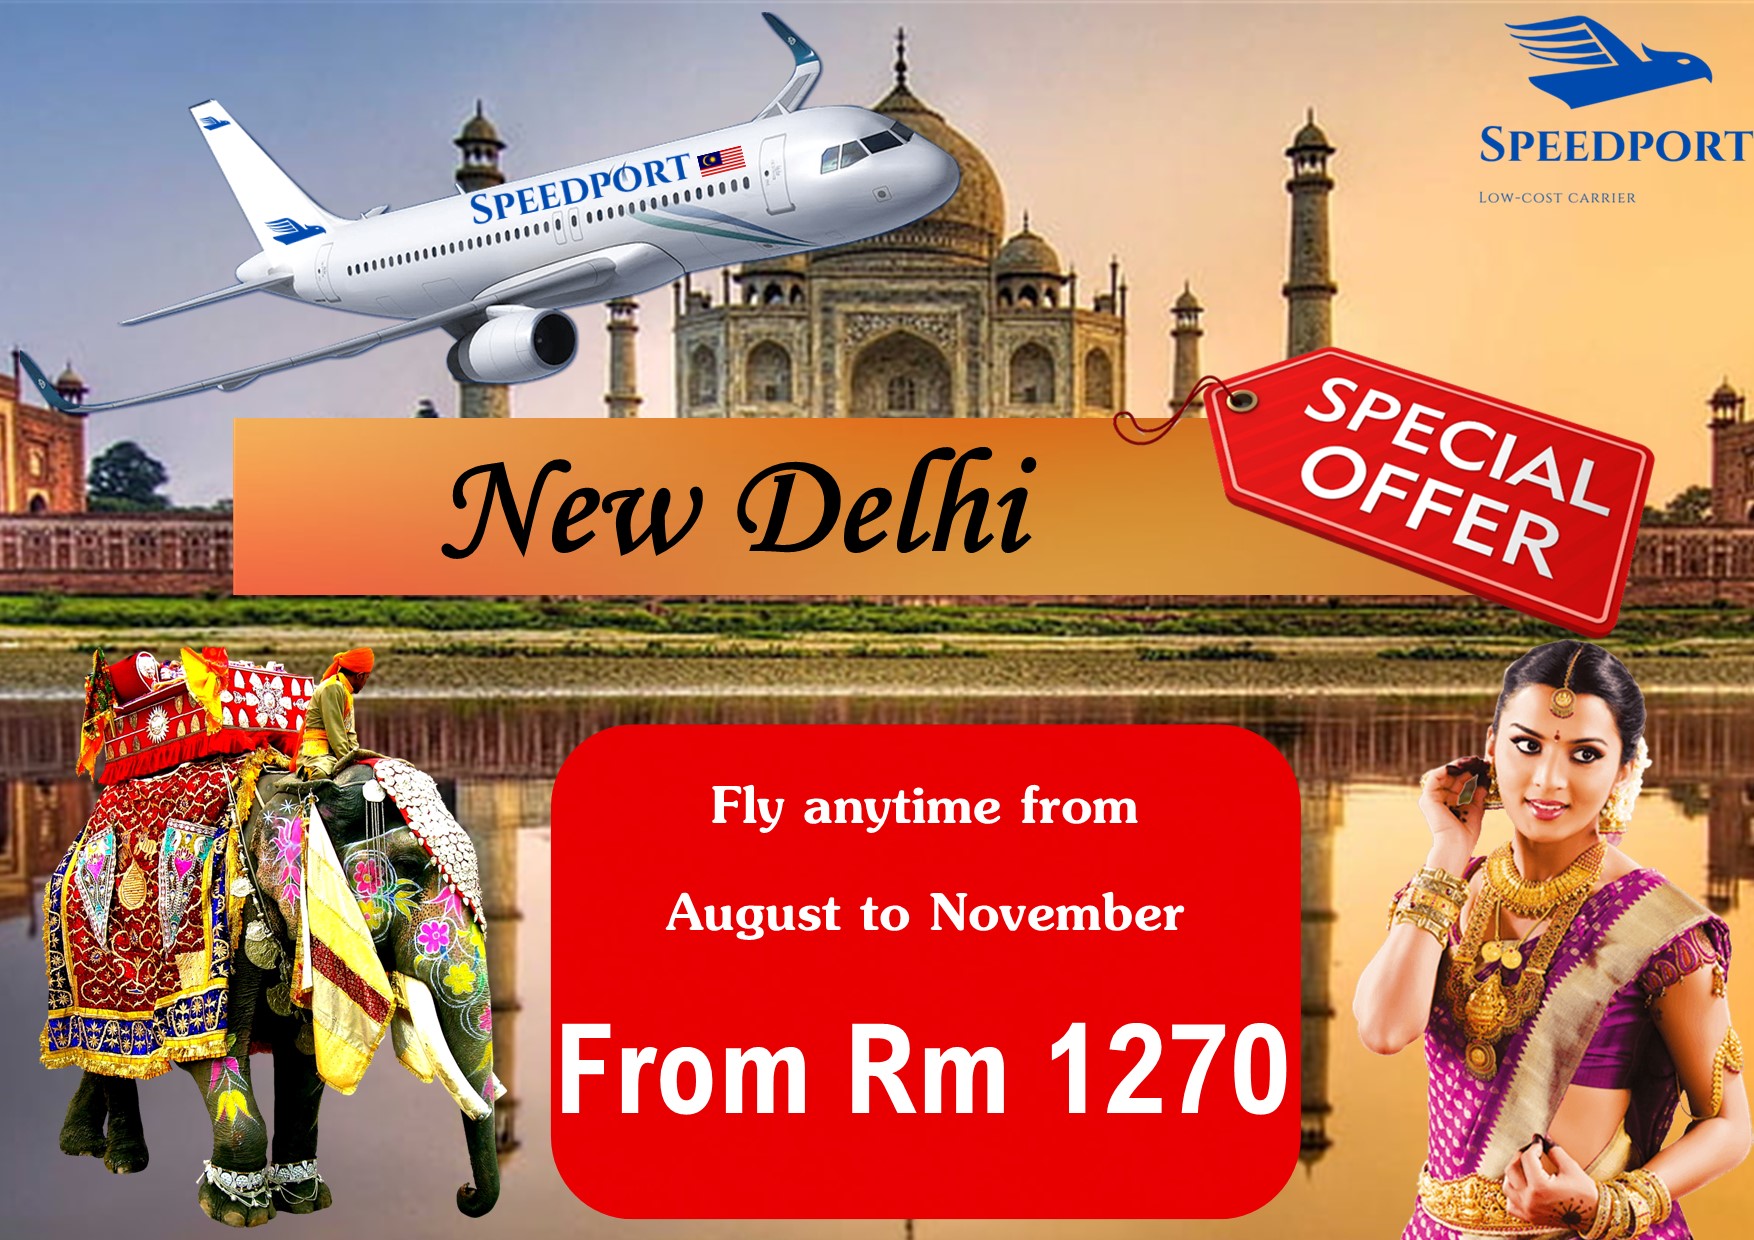 SPEEDPORT
SPEEDPORT
LOW-COST CARRIER
New Delhi
SPECIAL
OFFER
Fly anytime from
August to November
From Rm 1270